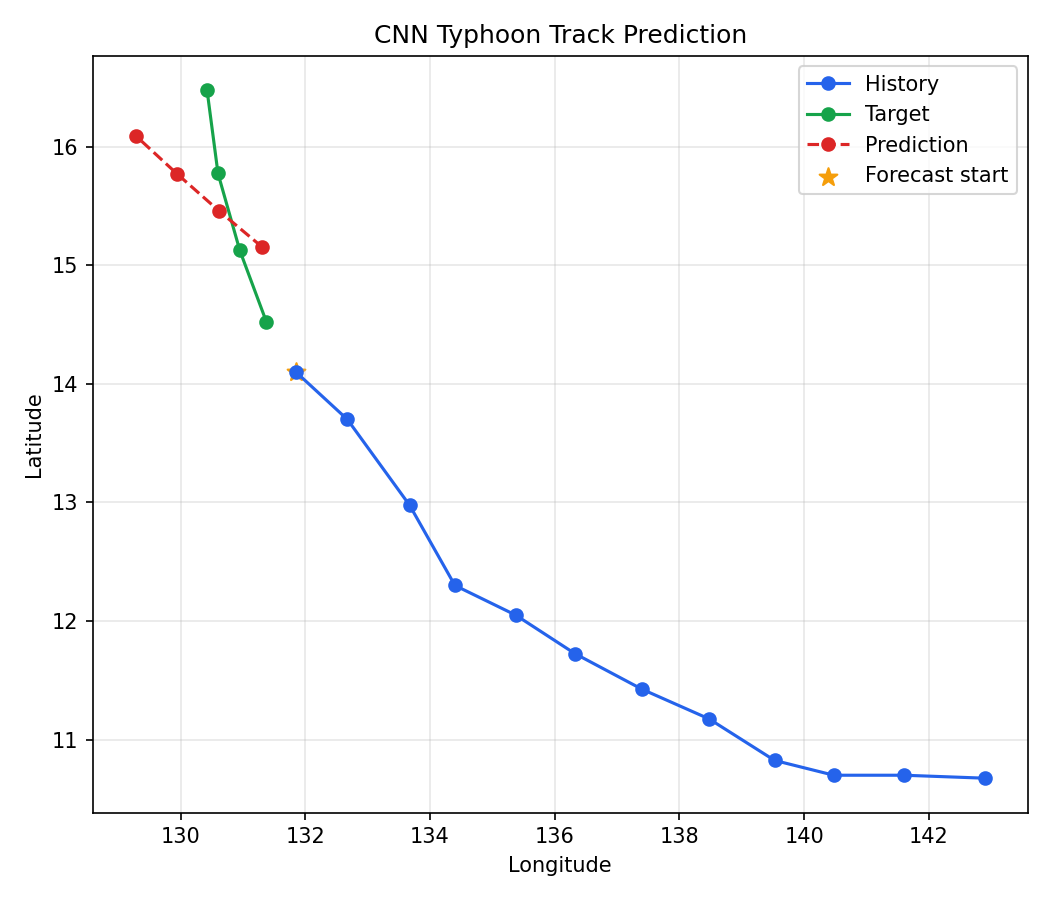 CNN Typhoon Track Prediction
History
Target
Prediction
Forecast start
Latitude
16
15
14
13
12
11
130 132 134 136 138 140 142
Longitude